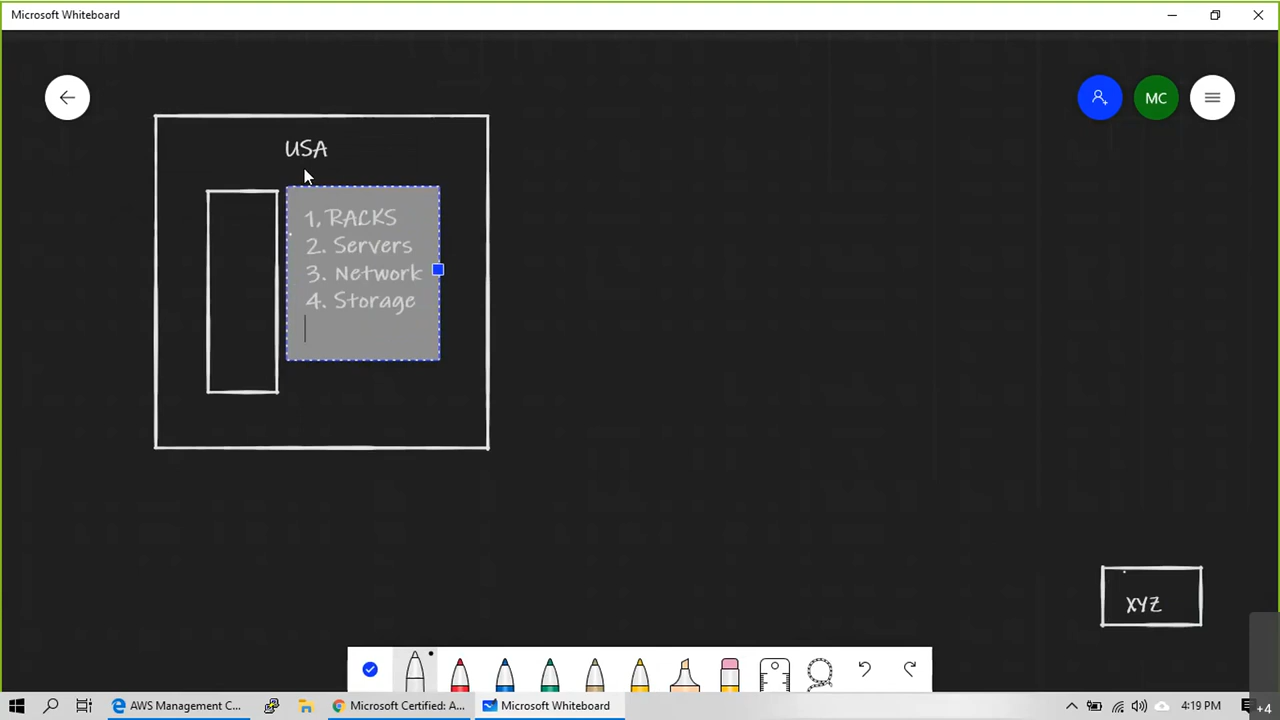 Microsoft Whiteboard
MC
USA
1, RACKS
2. Servers
3. Network
4. Storage
XYZ
AWS Management C...
Microsoft Certified: A...
Microsoft Whiteboard
4:19 PM
+4